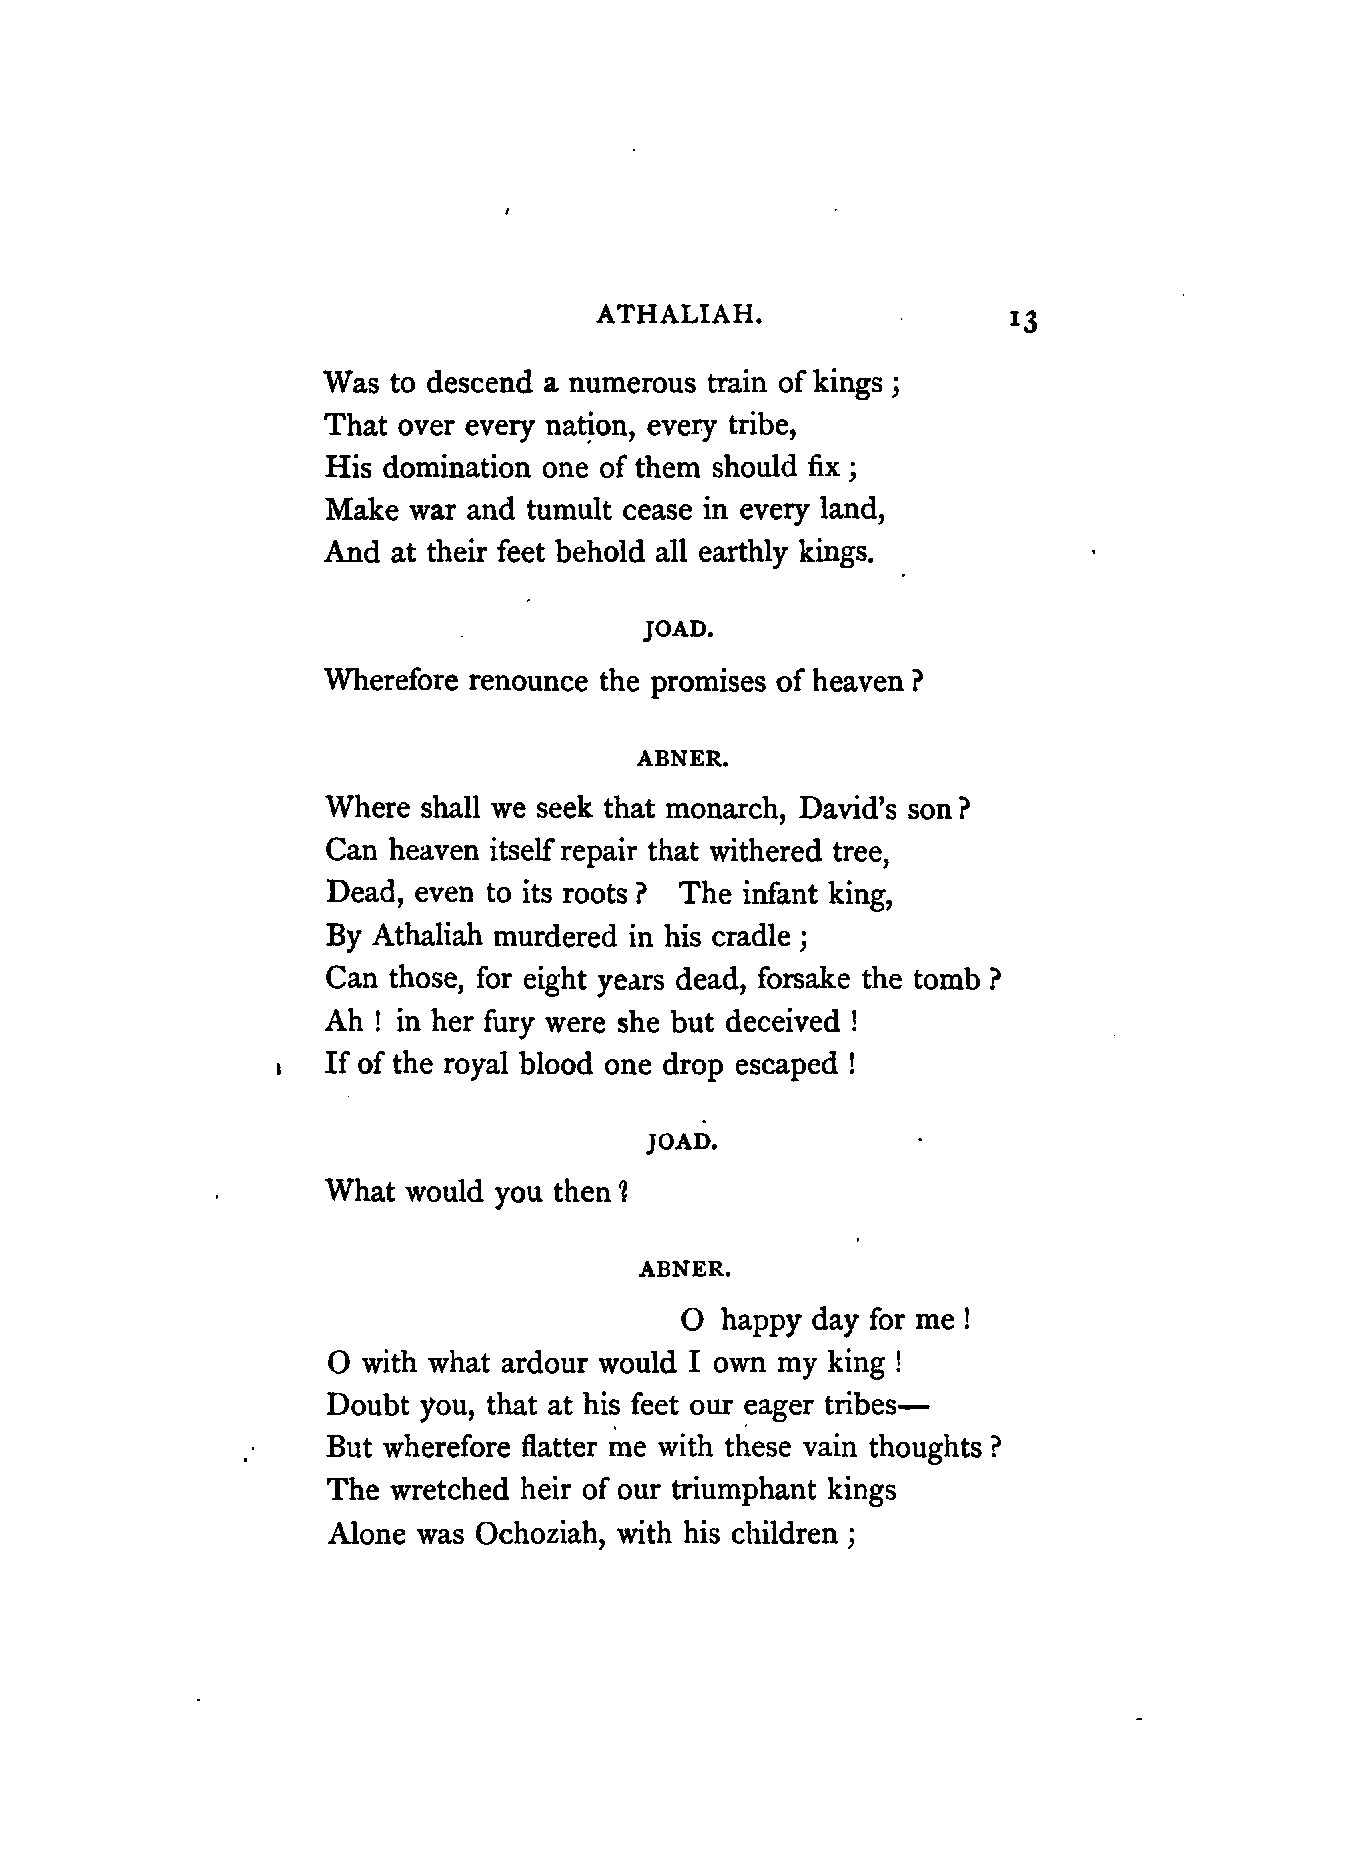 ATHALIAH. 13
Was to descend a numerous train of kings ;
That over every nation, every tribe,
His domination one of them should fix ;
Make war and tumult cease in every land,
And at their feet behold all earthly kings.
JOAD.
Wherefore renounce the promises of heaven ?
ABNER.
Where shall we seek that monarch, David's son ?
Can heaven itself repair that withered tree,
Dead, even to its roots ? The infant king,
By Athaliah murdered in his cradle ;
Can those, for eight years dead, forsake the tomb ?
Ah ! in her fury were she but deceived !
If of the royal blood one drop escaped !
JOAD.
What would you then ?
ABNER.
O happy day for me !
O with what ardour would I own my king !
Doubt you, that at his feet our eager tribes—
But wherefore flatter me with these vain thoughts ?
The wretched heir of our triumphant kings
Alone was Ochoziah, with his children ;